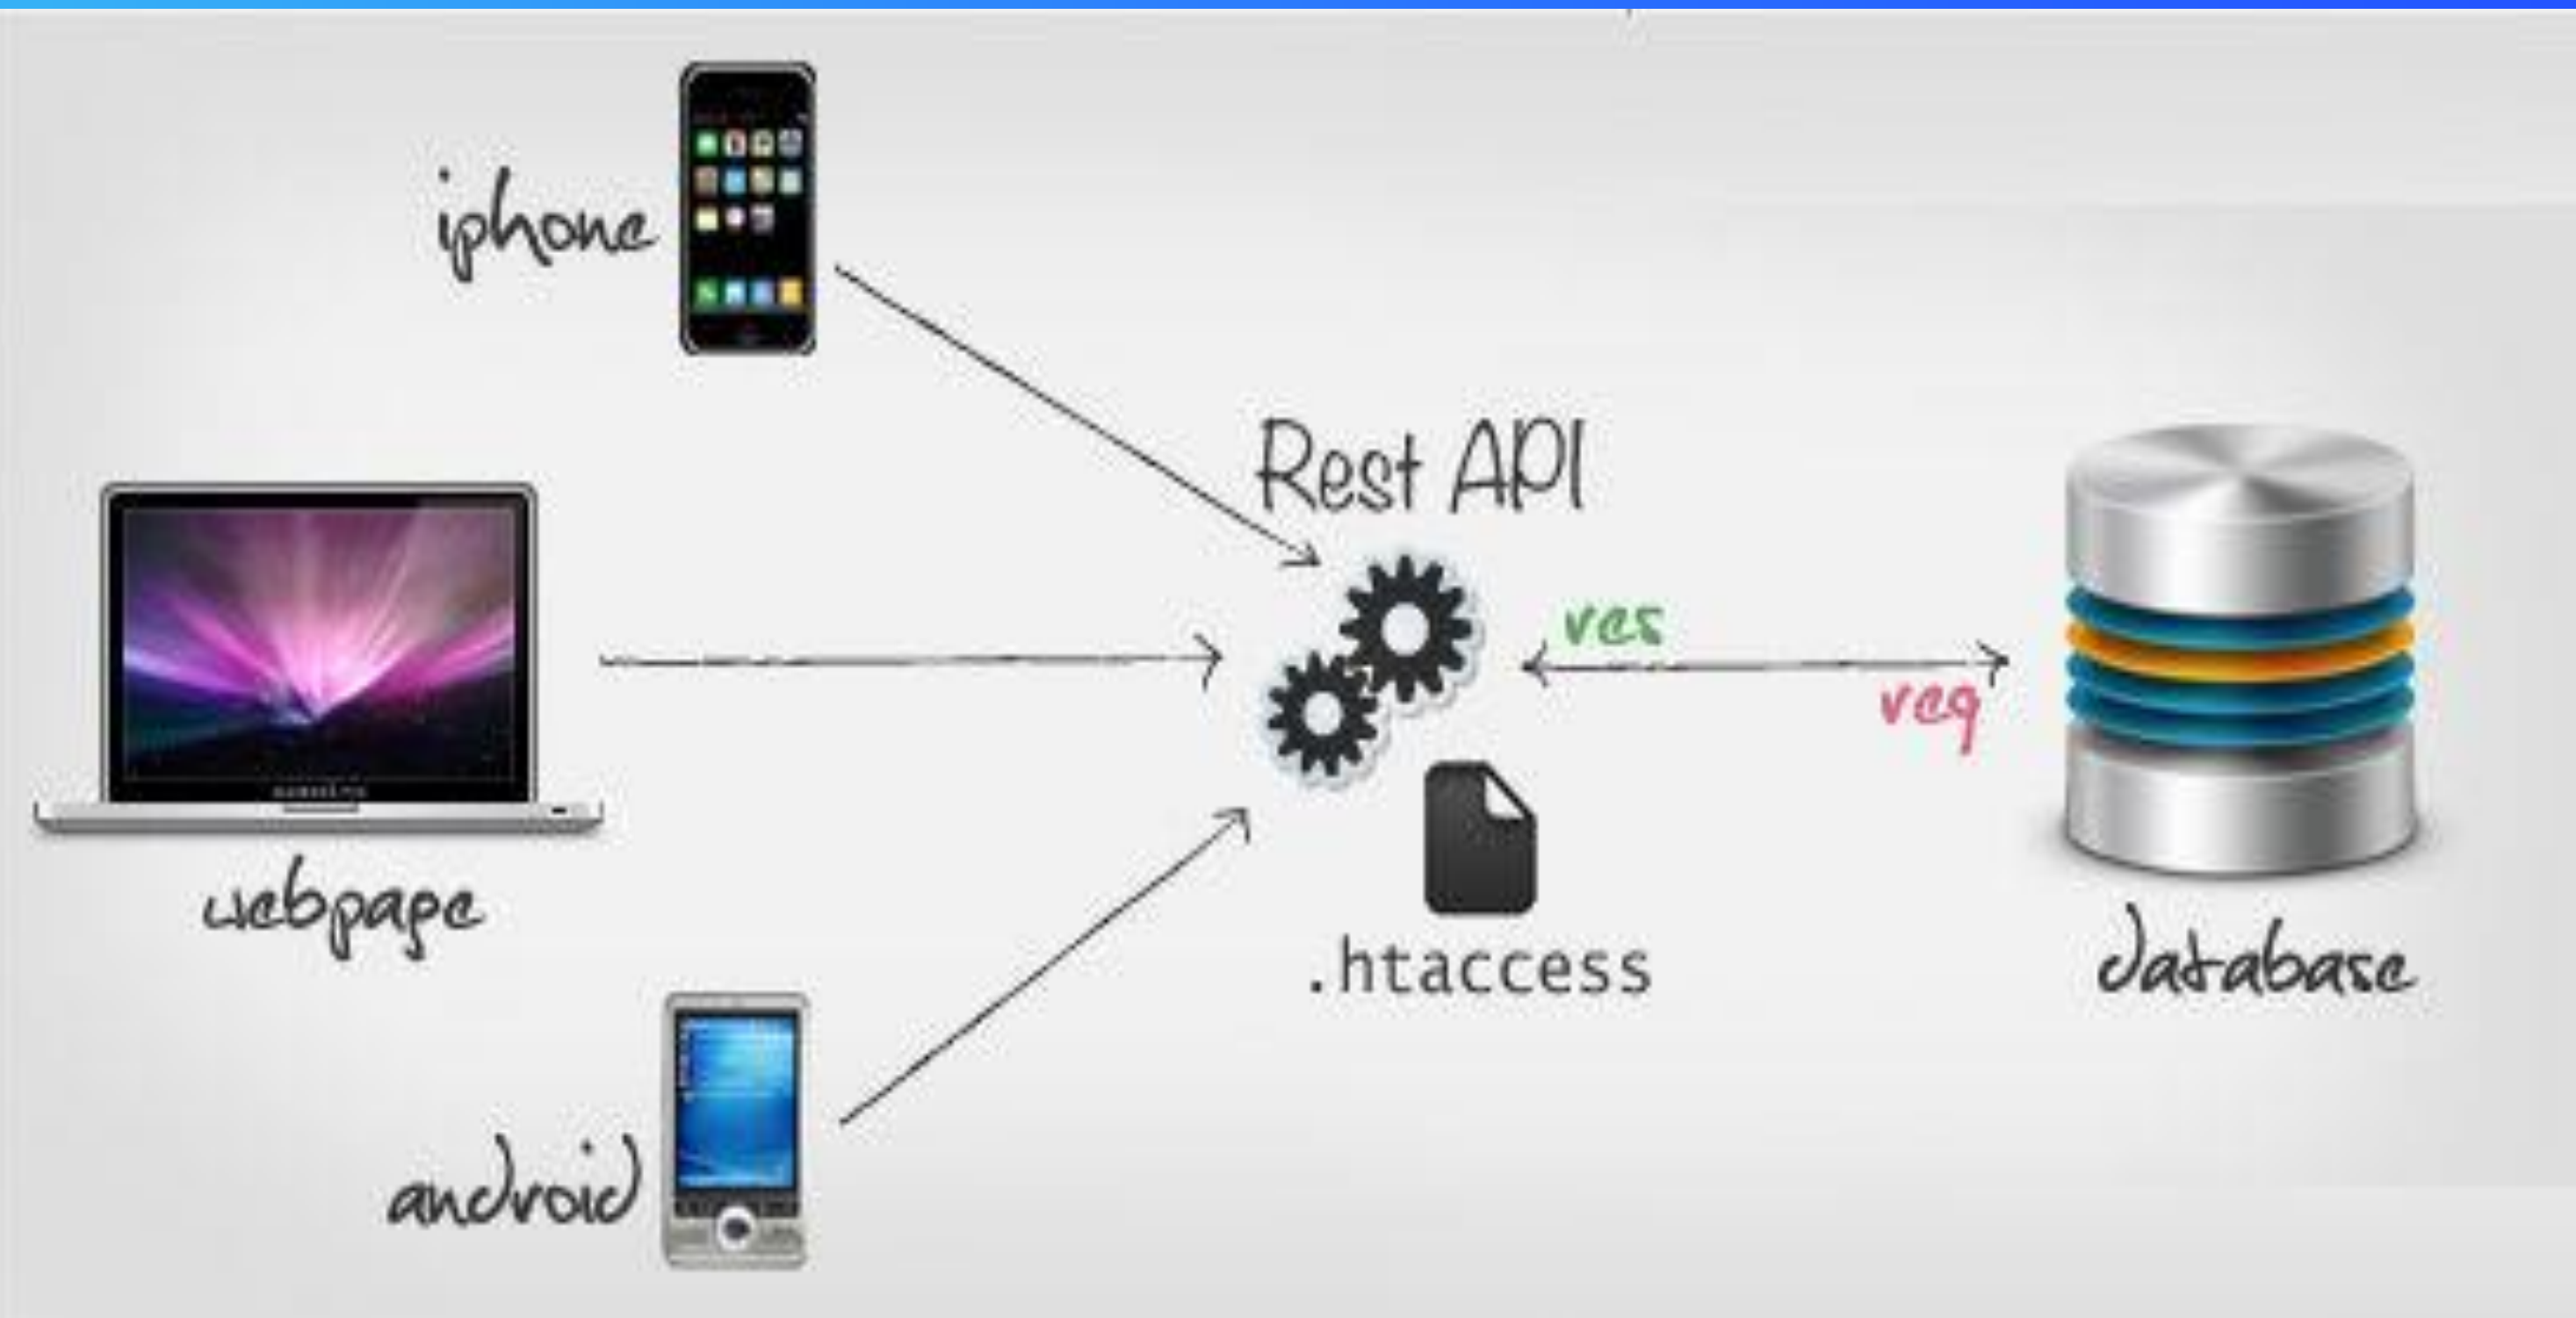 iphone
Rest API
res
req
webpage
.htaccess
database
android